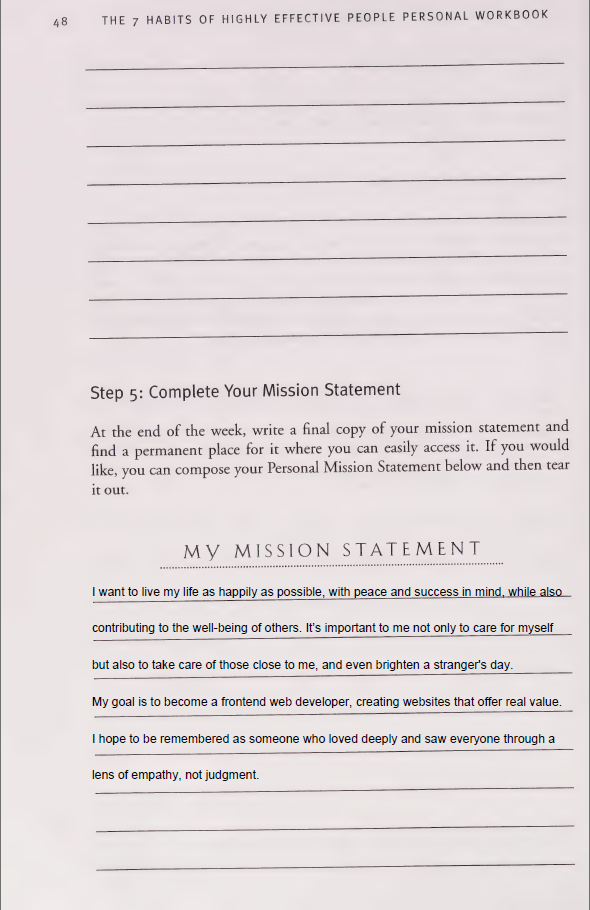 48 THE 7 HABITS OF HIGHLY EFFECTIVE PEOPLE PERSONAL WORKBOOK
Step 5: Complete Your Mission Statement
At the end of the week, write a final copy of your mission statement and
find a permanent place for it where you can easily access it. If you would
like, you can compose your Personal Mission Statement below and then tear
it out.
MY MISSION STATEMENT
I want to live my life as happily as possible, with peace and success in mind, while also
contributing to the well-being of others. It's important to me not only to care for myself
but also to take care of those close to me, and even brighten a stranger's day.
My goal is to become a frontend web developer, creating websites that offer real value.
I hope to be remembered as someone who loved deeply and saw everyone through a
lens of empathy, not judgment.